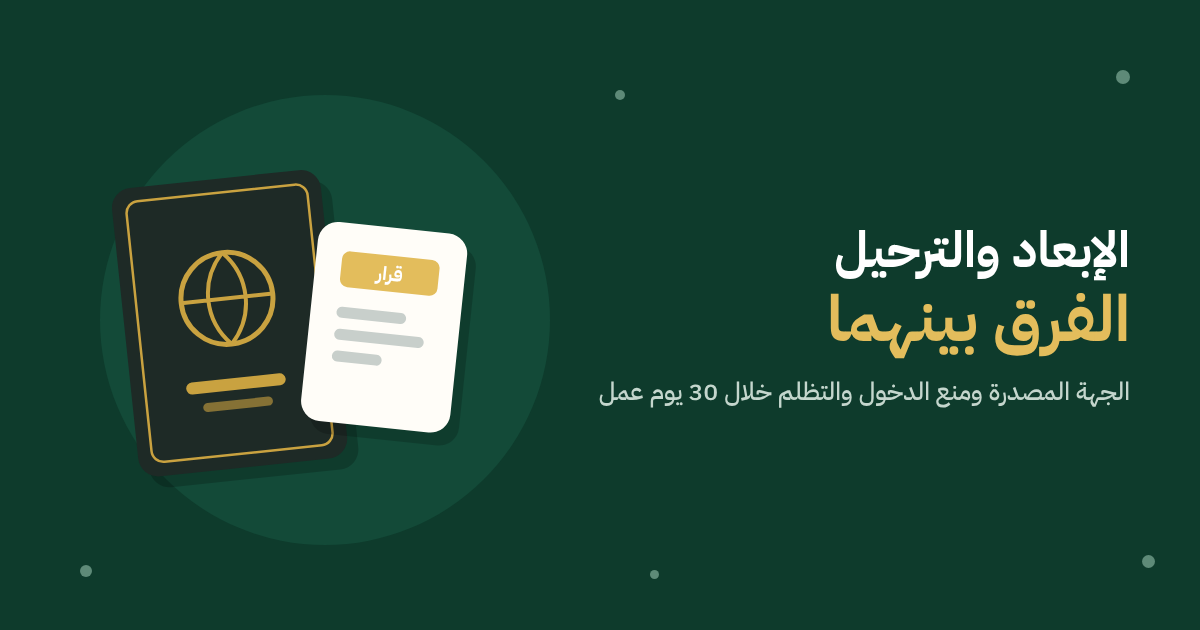 الإبعاد والترحيل
الفرق بينهما
الجهة المصدرة ومنع الدخول والتظلم خلال 30 يوم عمل
قرار